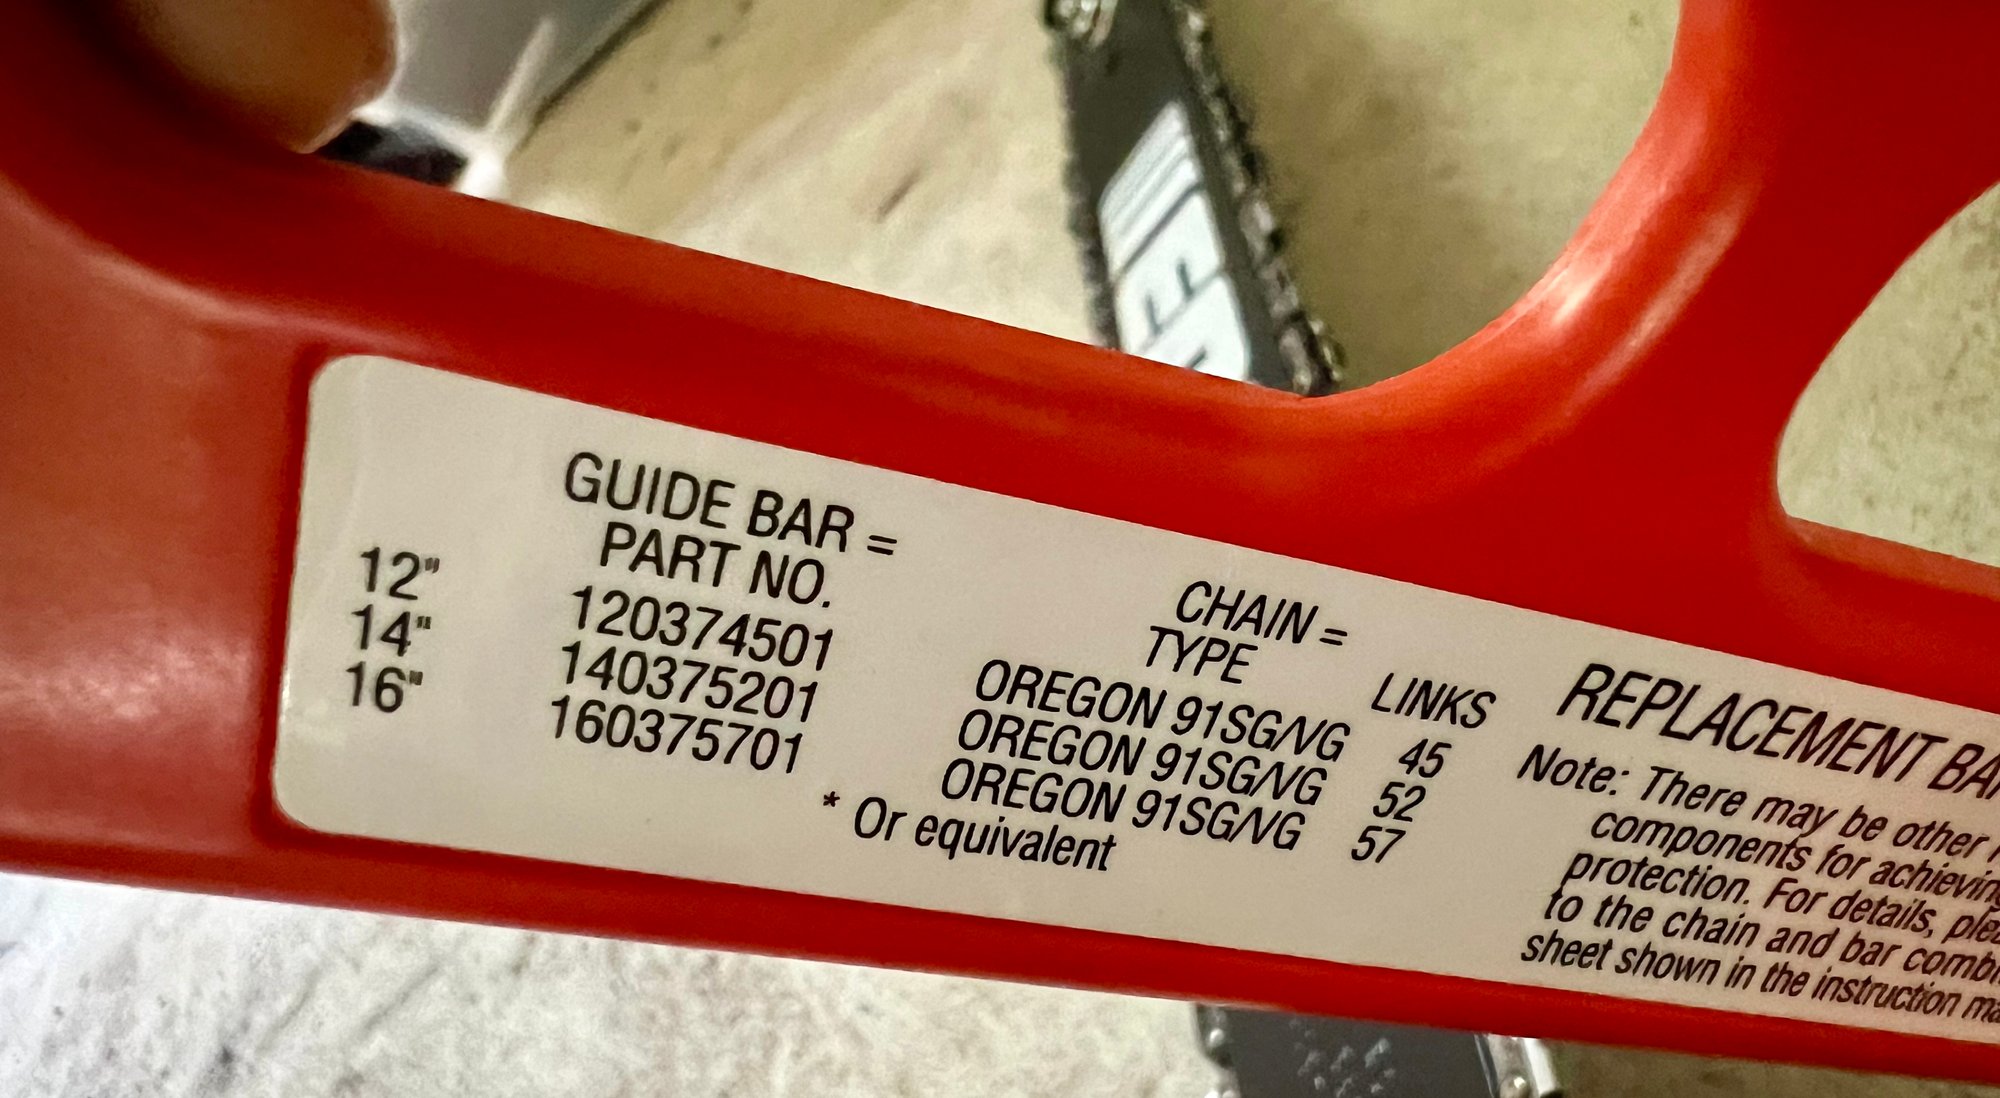 GUIDE BAR =
PART NO.
12" 120374501
14" 140375201
16" 160375701
CHAIN =
TYPE LINKS
OREGON 91SG/VG 45
OREGON 91SG/VG 52
OREGON 91SG/VG 57
* Or equivalent
REPLACEMENT
Note: There may be other
components for achieving
protection. For details,
to the chain and bar
sheet shown in the instruction